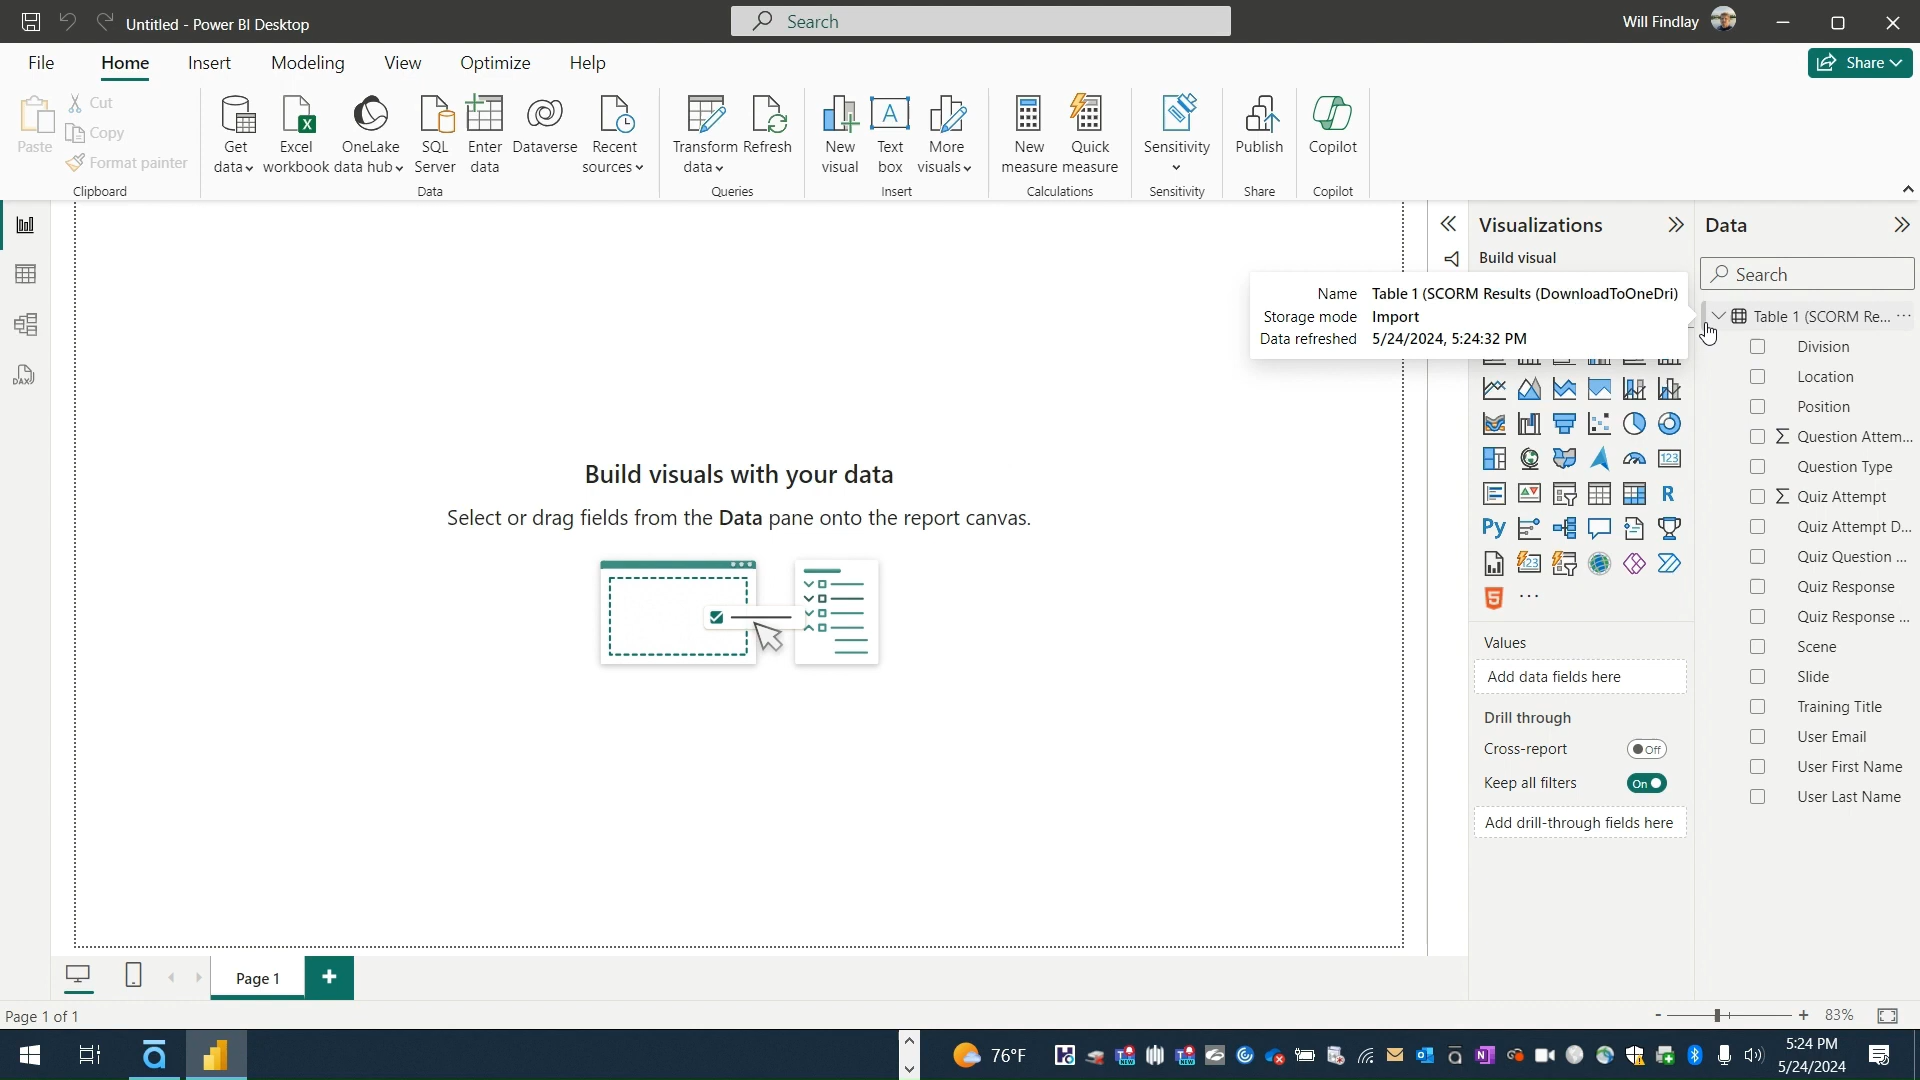 Untitled - Power BI Desktop
Search
Will Findlay
File
Home
Insert
Modeling
View
Optimize
Help
Share
Paste
Cut
Copy
Format painter
Clipboard
Get data
Excel workbook
OneLake data hub
SQL Server
Enter data
Dataverse
Recent sources
Data
Transform data
Refresh
Queries
New visual
Text box
More visuals
Insert
New measure
Quick measure
Calculations
Sensitivity
Sensitivity
Publish
Share
Copilot
Copilot
Build visuals with your data
Select or drag fields from the Data pane onto the report canvas.
Visualizations
Build visual
Name Table 1 (SCORM Results (DownloadToOneDri)
Storage mode Import
Data refreshed 5/24/2024, 5:24:32 PM
123
R
Py
123
Values
Add data fields here
Drill through
Cross-report Off
Keep all filters On
Add drill-through fields here
Data
Search
Table 1 (SCORM Re...
Division
Location
Position
Question Attem...
Question Type
Quiz Attempt
Quiz Attempt D...
Quiz Question ...
Quiz Response
Quiz Response ...
Scene
Slide
Training Title
User Email
User First Name
User Last Name
Page 1
Page 1 of 1
83%
76°F
5:24 PM
5/24/2024